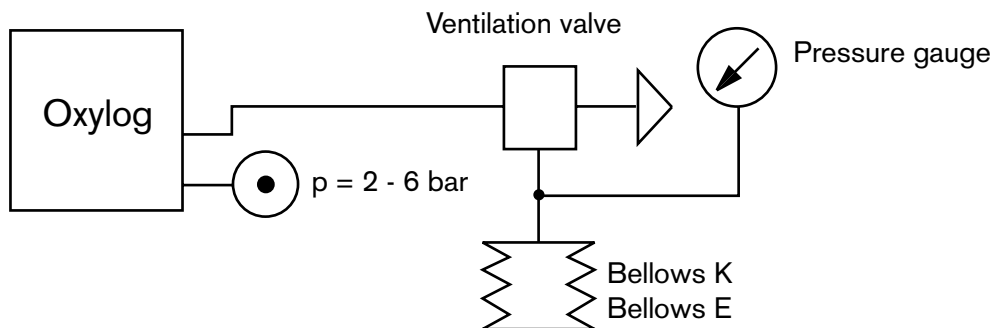 Ventilation valve
Pressure gauge
Oxylog
p = 2 - 6 bar
Bellows K
Bellows E